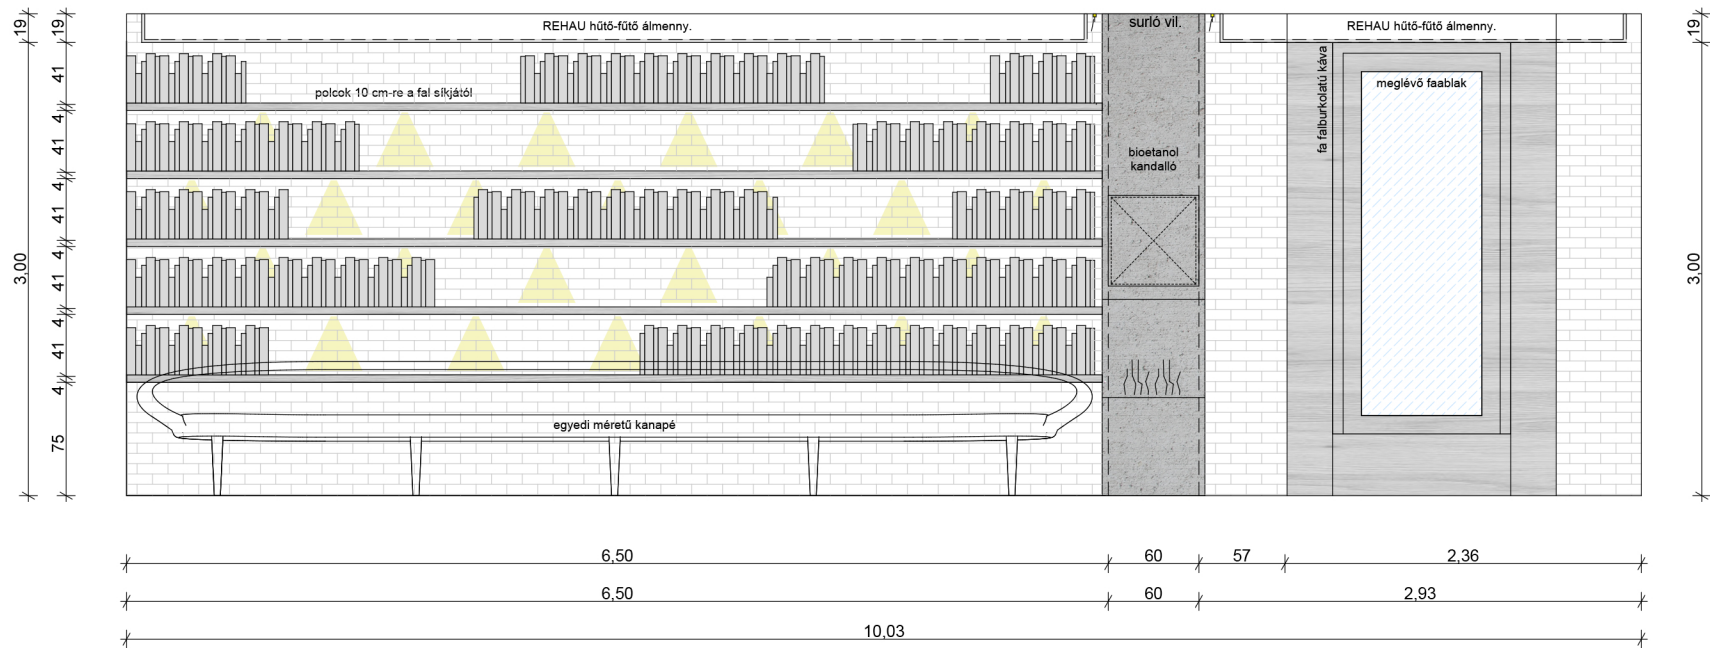 REHAU hűtő-fűtő álmenny.
surló vil.
REHAU hűtő-fűtő álmenny.
polcok 10 cm-re a fal síkjától
bioetanol
kandalló
fa falburkolatú káva
meglévő faablak
egyedi méretű kanapé
19
19
41
4
41
4
41
4
41
4
41
4
75
3,00
19
3,00
6,50
60
57
2,36
6,50
60
2,93
10,03